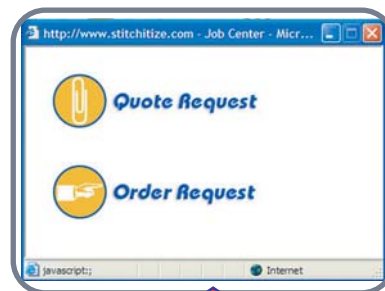 http://www.stitchitize.com - Job Center - Micr...
Quote Request
Order Request
javascript:;
Internet